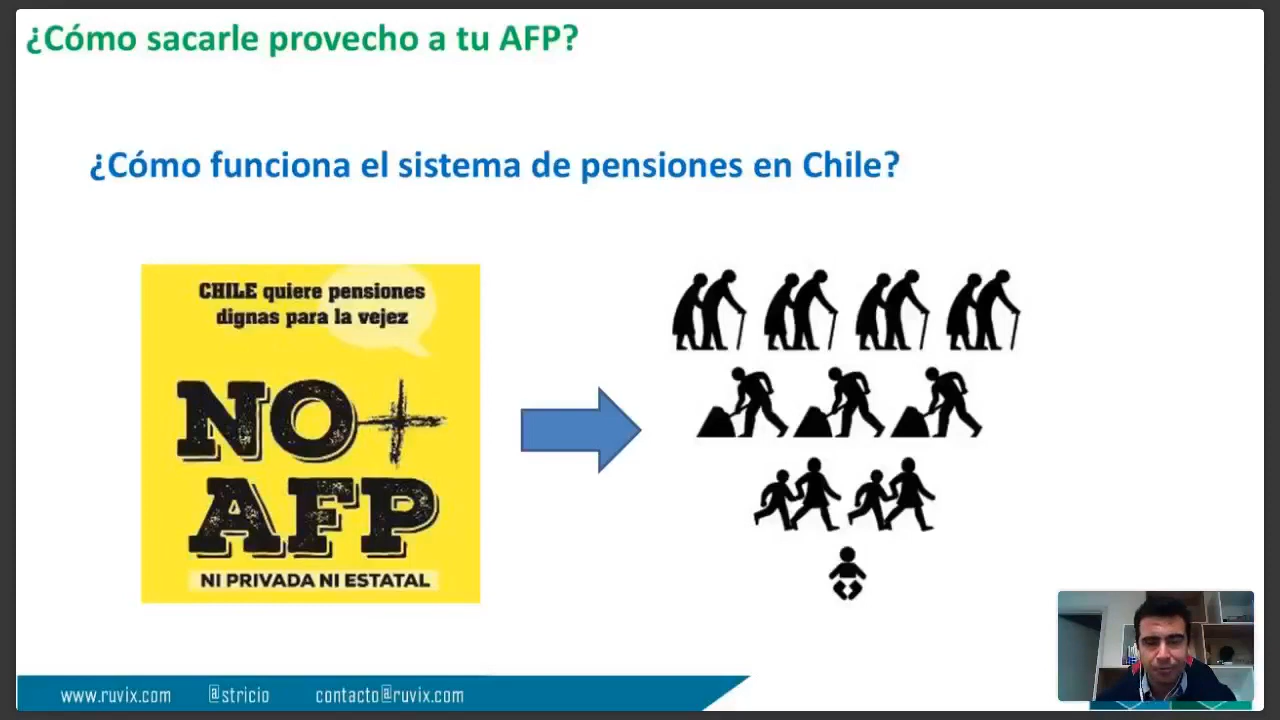 ¿Cómo sacarle provecho a tu AFP?
¿Cómo funciona el sistema de pensiones en Chile?
CHILE quiere pensiones
dignas para la vejez
NO+
AFP
NI PRIVADA NI ESTATAL
www.ruvix.com @stricio contacto@ruvix.com